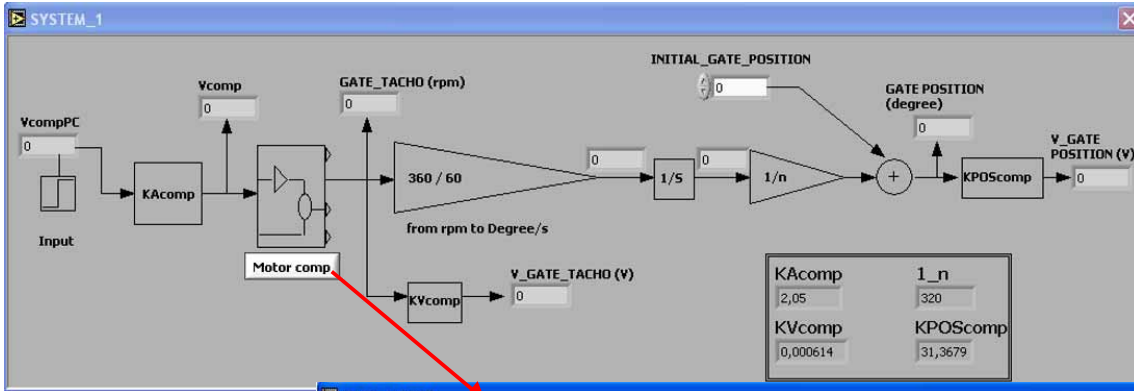 SYSTEM_1
INITIAL_GATE_POSITION
0
Vcomp
0
GATE_TACHO (rpm)
0
GATE POSITION
(degree)
0
VcompPC
0
V_GATE
POSITION (V)
0
KAcomp
360 / 60
0
1/S
0
1/n
+
KPOScomp
Input
from rpm to Degree/s
Motor comp
V_GATE_TACHO (V)
0
KVcomp
KAcomp
1_n
2,05
320
KVcomp
KPOScomp
0,000614
31,3679